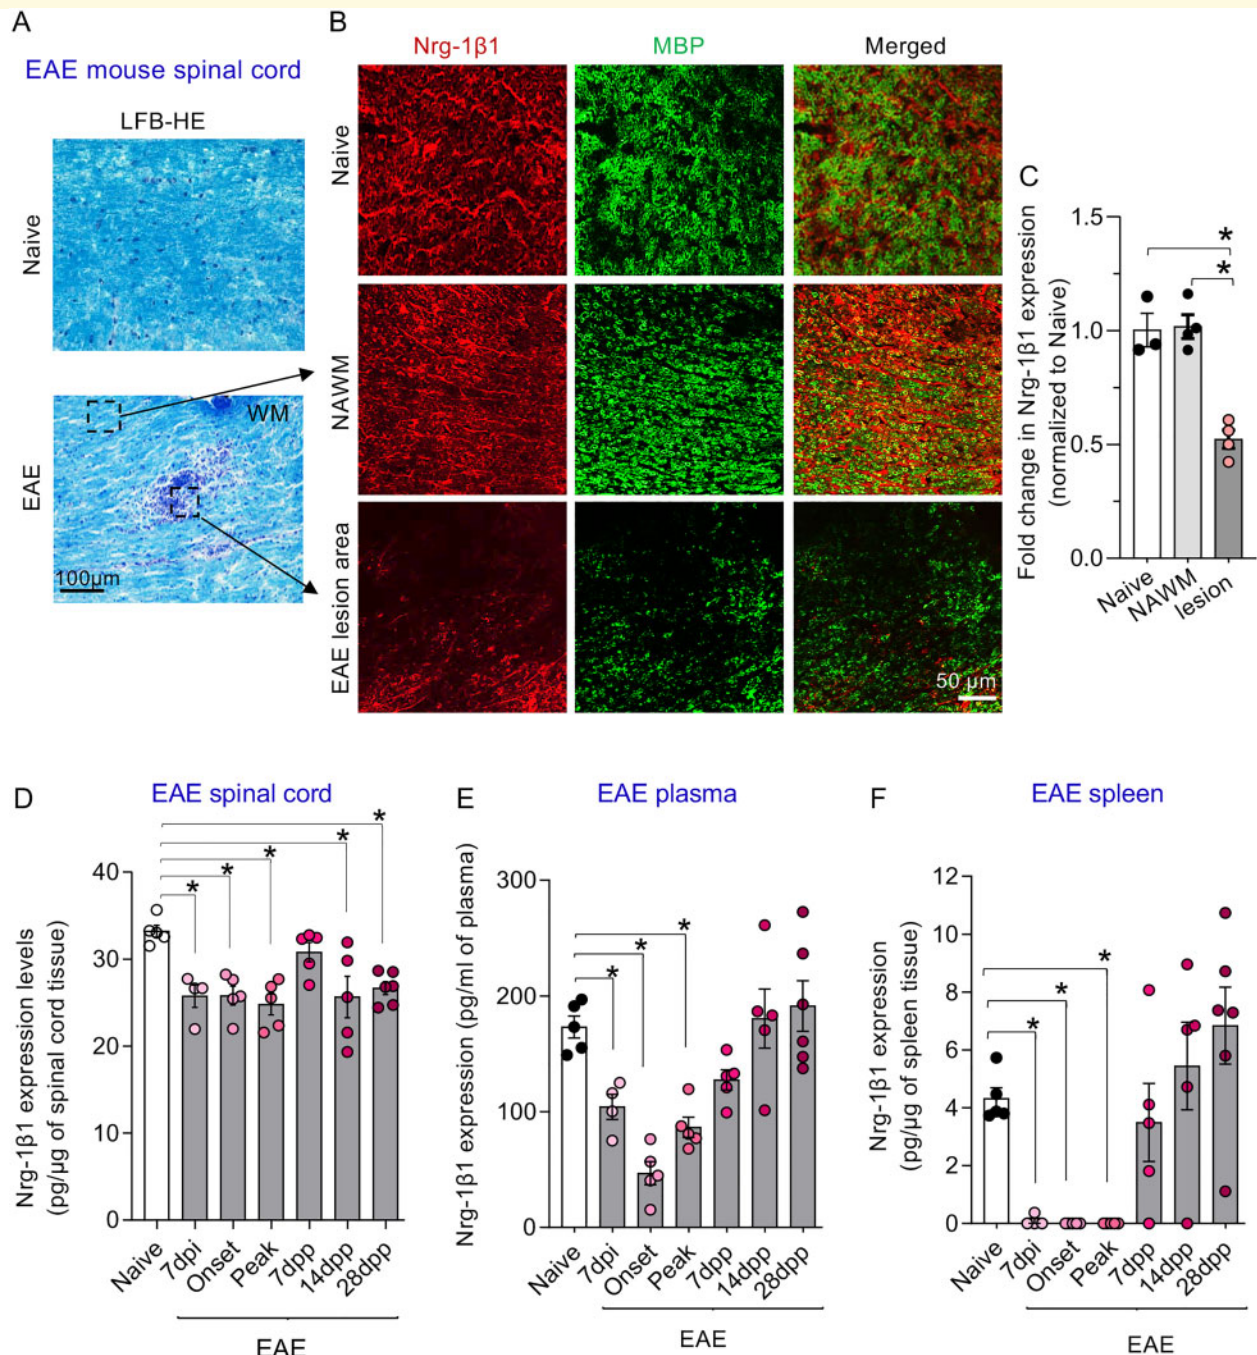 A
EAE mouse spinal cord
LFB-HE
Naive
EAE
WM
100µm
B
Nrg-1β1
MBP
Merged
Naive
NAWM
EAE lesion area
50 µm
C
Fold change in Nrg-1β1 expression
(normalized to Naive)
1.5
1.0
0.5
0.0
*
*
Naive
NAWM
lesion
D
EAE spinal cord
Nrg-1β1 expression levels
(pg/µg of spinal cord tissue)
40
30
20
10
0
*
*
*
*
*
Naive
7dpi
Onset
Peak
7dpp
14dpp
28dpp
EAE
E
EAE plasma
Nrg-1β1 expression (pg/ml of plasma)
300
200
100
0
*
*
*
Naive
7dpi
Onset
Peak
7dpp
14dpp
28dpp
EAE
F
EAE spleen
Nrg-1β1 expression
(pg/µg of spleen tissue)
12
10
8
6
4
2
0
*
*
*
Naive
7dpi
Onset
Peak
7dpp
14dpp
28dpp
EAE